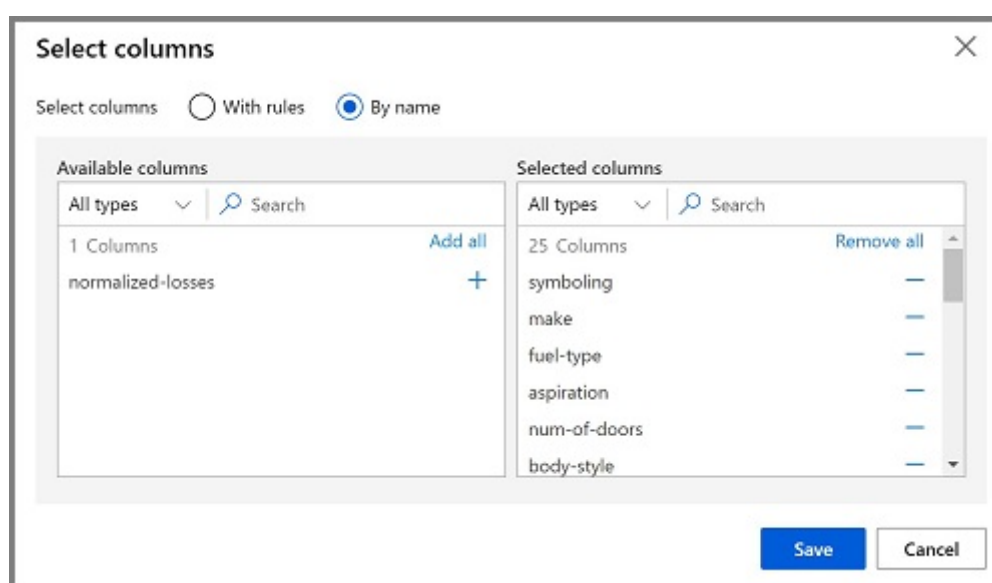 Select columns
Select columns With rules By name
Available columns
All types Search
1 Columns Add all
normalized-losses
Selected columns
All types Search
25 Columns Remove all
symboling
make
fuel-type
aspiration
num-of-doors
body-style
Save Cancel